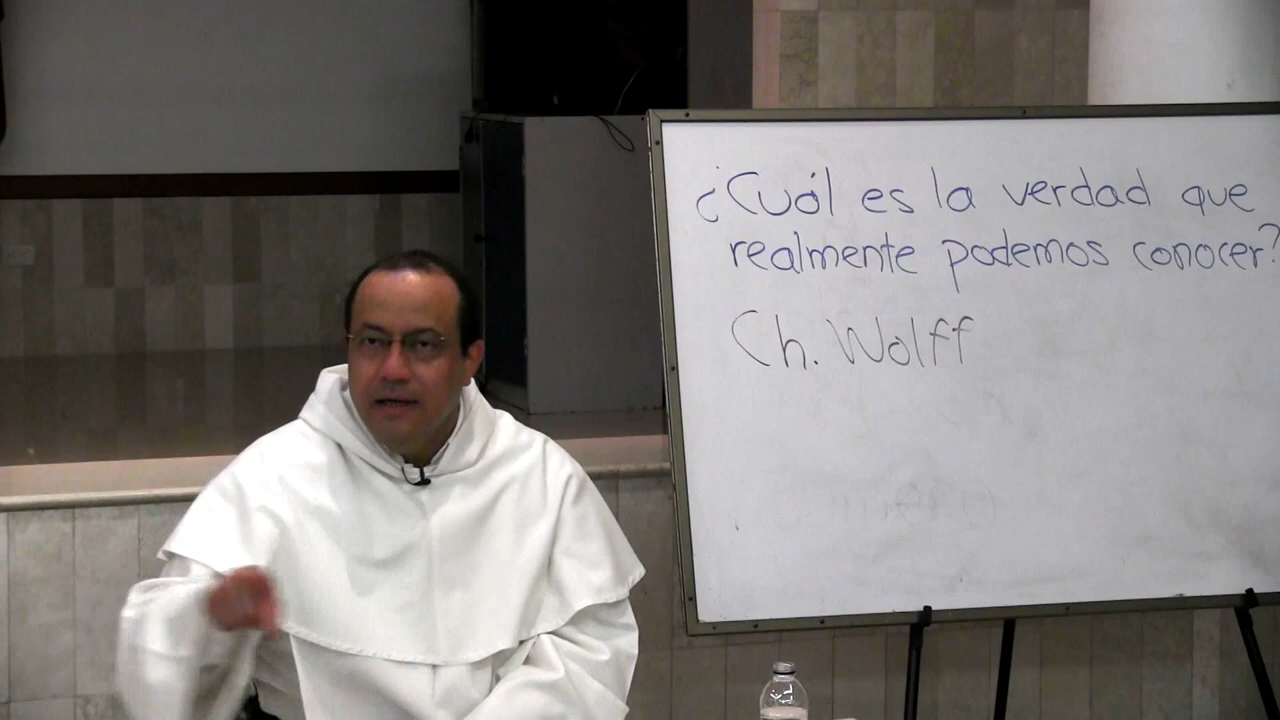 ¿Cuál es la verdad que
realmente podemos conocer?
Ch. Wolff